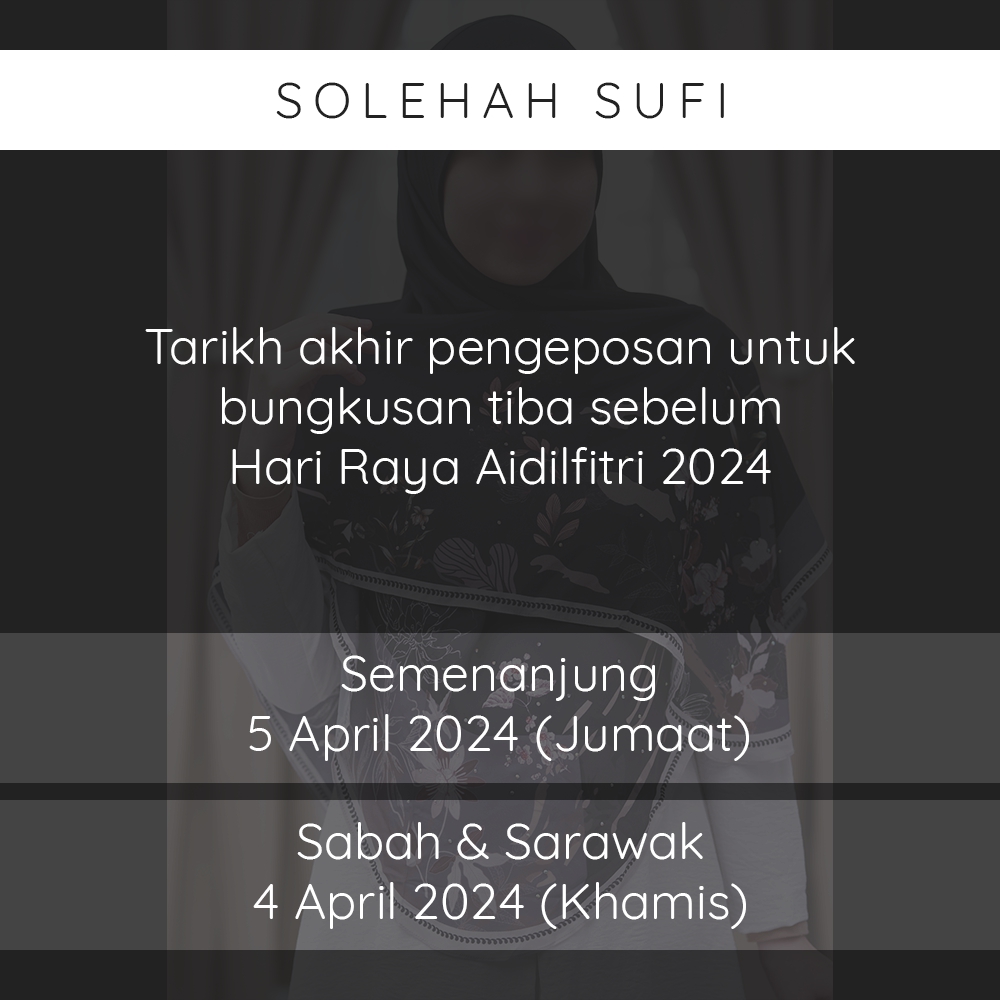 SOLEHAH SUFI
Tarikh akhir pengeposan untuk
bungkusan tiba sebelum
Hari Raya Aidilfitri 2024
Semenanjung
5 April 2024 (Jumaat)
Sabah & Sarawak
4 April 2024 (Khamis)